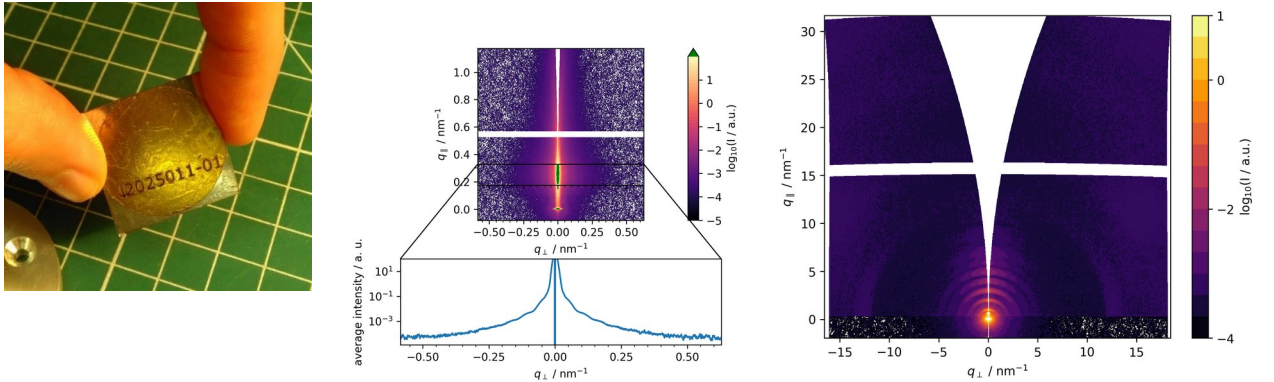 1.0
0.8
0.6
0.4
0.2
0.0
q∥ / nm⁻¹
−0.50 −0.25 0.00 0.25 0.50
q⊥ / nm⁻¹
1
0
−1
−2
−3
−4
−5
log₁₀(I / a.u.)
average intensity / a. u.
10¹
10⁻¹
10⁻³
−0.50 −0.25 0.00 0.25 0.50
q⊥ / nm⁻¹
30
25
20
15
10
5
0
q∥ / nm⁻¹
−15 −10 −5 0 5 10 15
q⊥ / nm⁻¹
1
0
−2
−3
−4
log₁₀(I / a.u.)